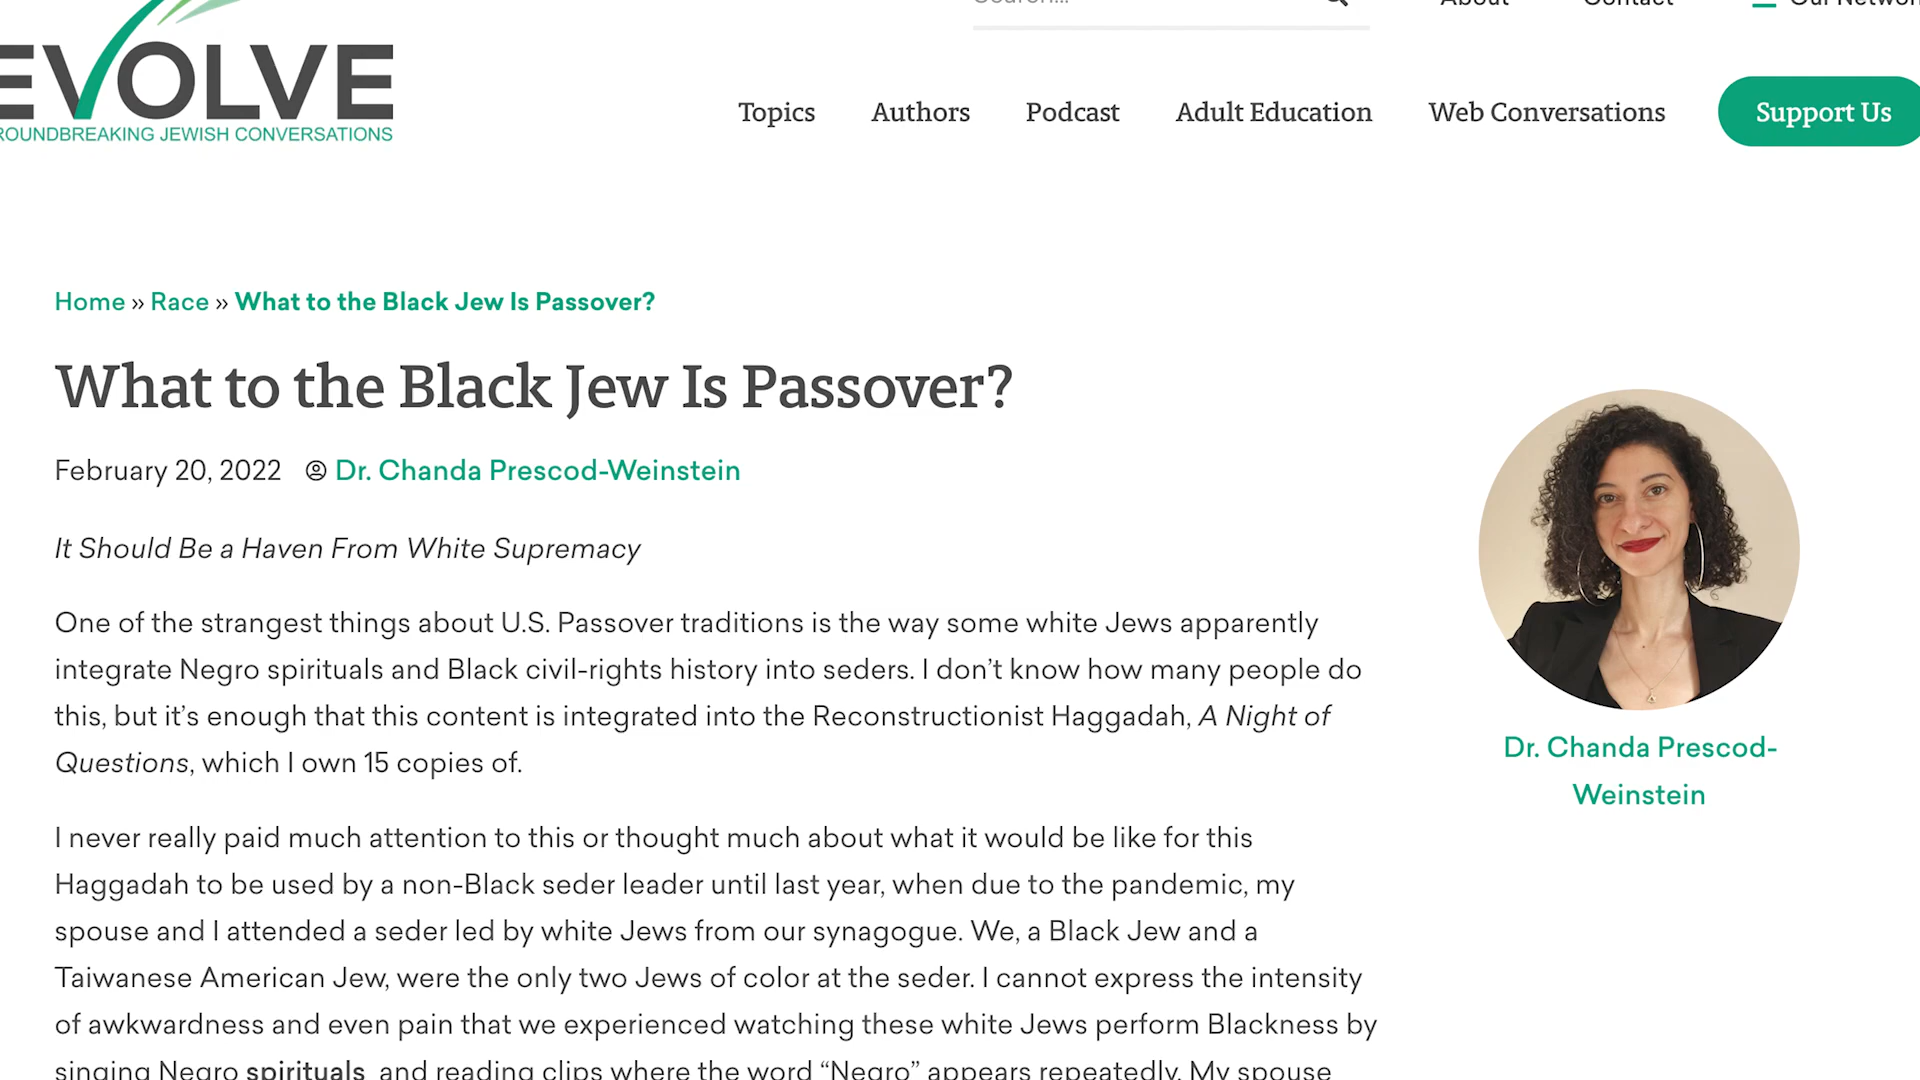 Search...
About
Contact
Our Networ
EVOLVE
ROUNDBREAKING JEWISH CONVERSATIONS
Topics
Authors
Podcast
Adult Education
Web Conversations
Support Us
Home » Race » What to the Black Jew Is Passover?
What to the Black Jew Is Passover?
February 20, 2022 Dr. Chanda Prescod-Weinstein
It Should Be a Haven From White Supremacy
One of the strangest things about U.S. Passover traditions is the way some white Jews apparently
integrate Negro spirituals and Black civil-rights history into seders. I don’t know how many people do
this, but it’s enough that this content is integrated into the Reconstructionist Haggadah, A Night of
Questions, which I own 15 copies of.
I never really paid much attention to this or thought much about what it would be like for this
Haggadah to be used by a non-Black seder leader until last year, when due to the pandemic, my
spouse and I attended a seder led by white Jews from our synagogue. We, a Black Jew and a
Taiwanese American Jew, were the only two Jews of color at the seder. I cannot express the intensity
of awkwardness and even pain that we experienced watching these white Jews perform Blackness by
singing Negro spirituals and reading clips where the word “Negro” appears repeatedly. My spouse
Dr. Chanda Prescod-
Weinstein